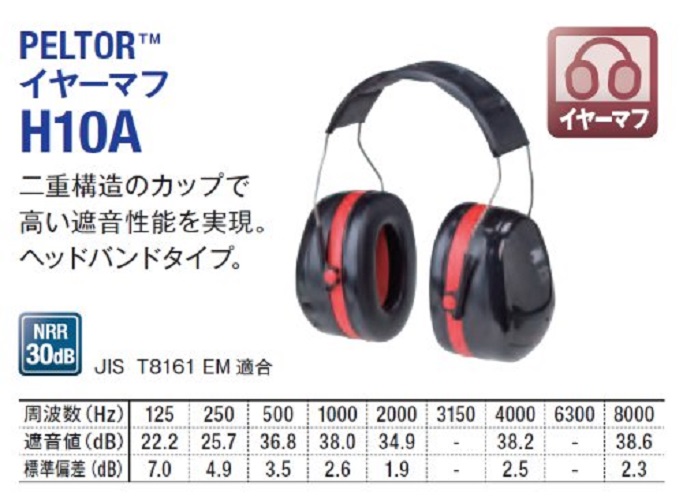 PELTOR™
イヤーマフ
H10A
イヤーマフ
二重構造のカップで
高い遮音性能を実現。
ヘッドバンドタイプ。
NRR
30dB
JIS T8161 EM 適合
周波数(Hz) 125 250 500 1000 2000 3150 4000 6300 8000
遮音値(dB) 22.2 25.7 36.8 38.0 34.9 - 38.2 - 38.6
標準偏差(dB) 7.0 4.9 3.5 2.6 1.9 - 2.5 - 2.3